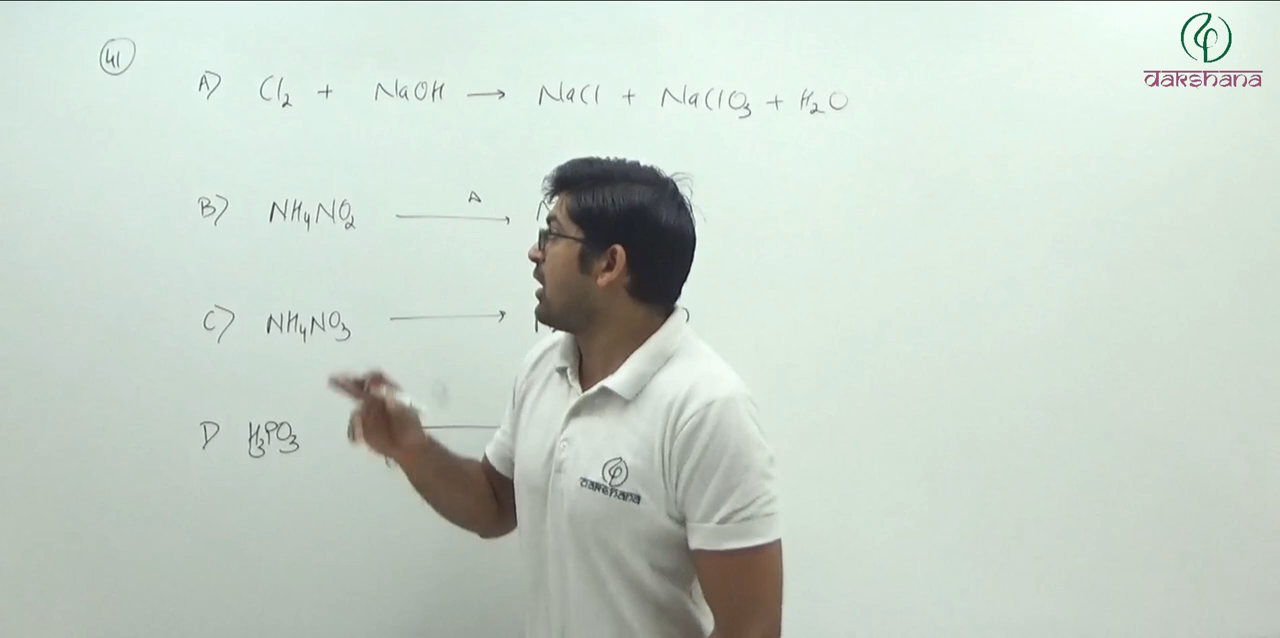 dakshana
41
A) Cl2 + NaOH → NaCl + NaClO3 + H2O
B) NH4NO2 Δ →
C) NH4NO3 →
D H3PO3
dakshana